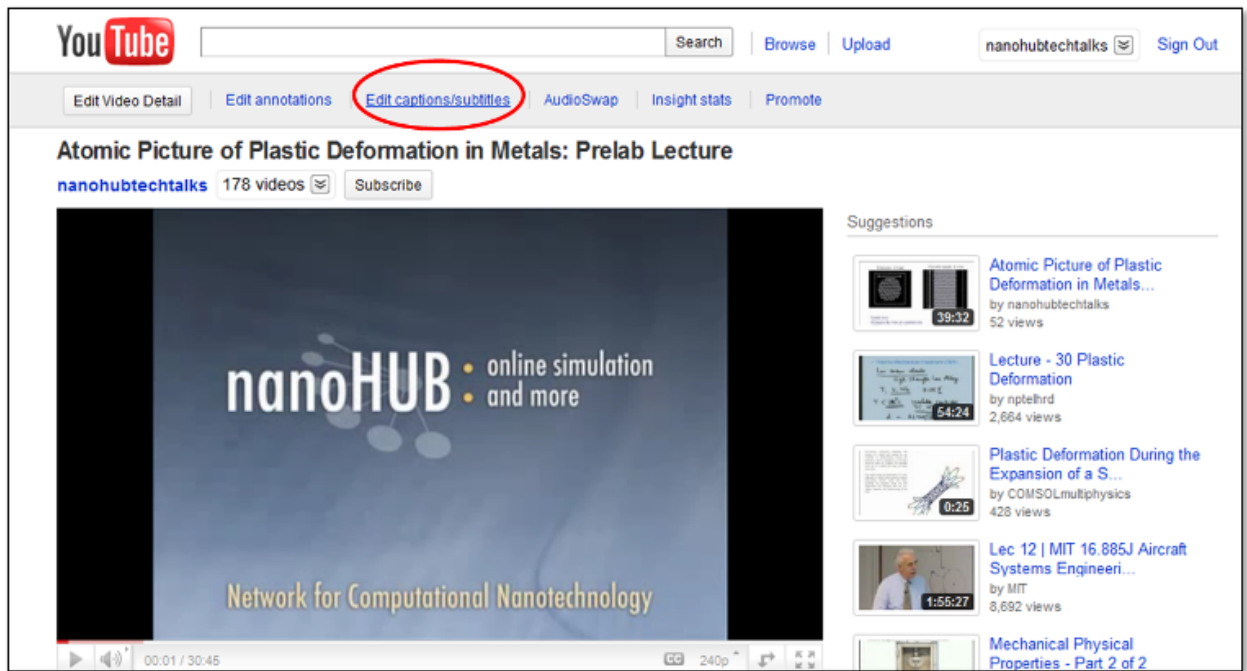 You Tube
Search
Browse
Upload
nanohubtechtalks
Sign Out
Edit Video Detail
Edit annotations
Edit captions/subtitles
AudioSwap
Insight stats
Promote
Atomic Picture of Plastic Deformation in Metals: Prelab Lecture
nanohubtechtalks 178 videos Subscribe
nanoHUB
online simulation
and more
Network for Computational Nanotechnology
00:01 / 30:45
CC
240p
Suggestions
39:32
Atomic Picture of Plastic
Deformation in Metals...
by nanohubtechtalks
52 views
54:24
Lecture - 30 Plastic
Deformation
by nptelhrd
2,664 views
0:25
Plastic Deformation During the
Expansion of a S...
by COMSOLmultiphysics
428 views
1:55:27
Lec 12 | MIT 16.885J Aircraft
Systems Engineeri...
by MIT
8,692 views
Mechanical Physical
Properties - Part 2 of 2